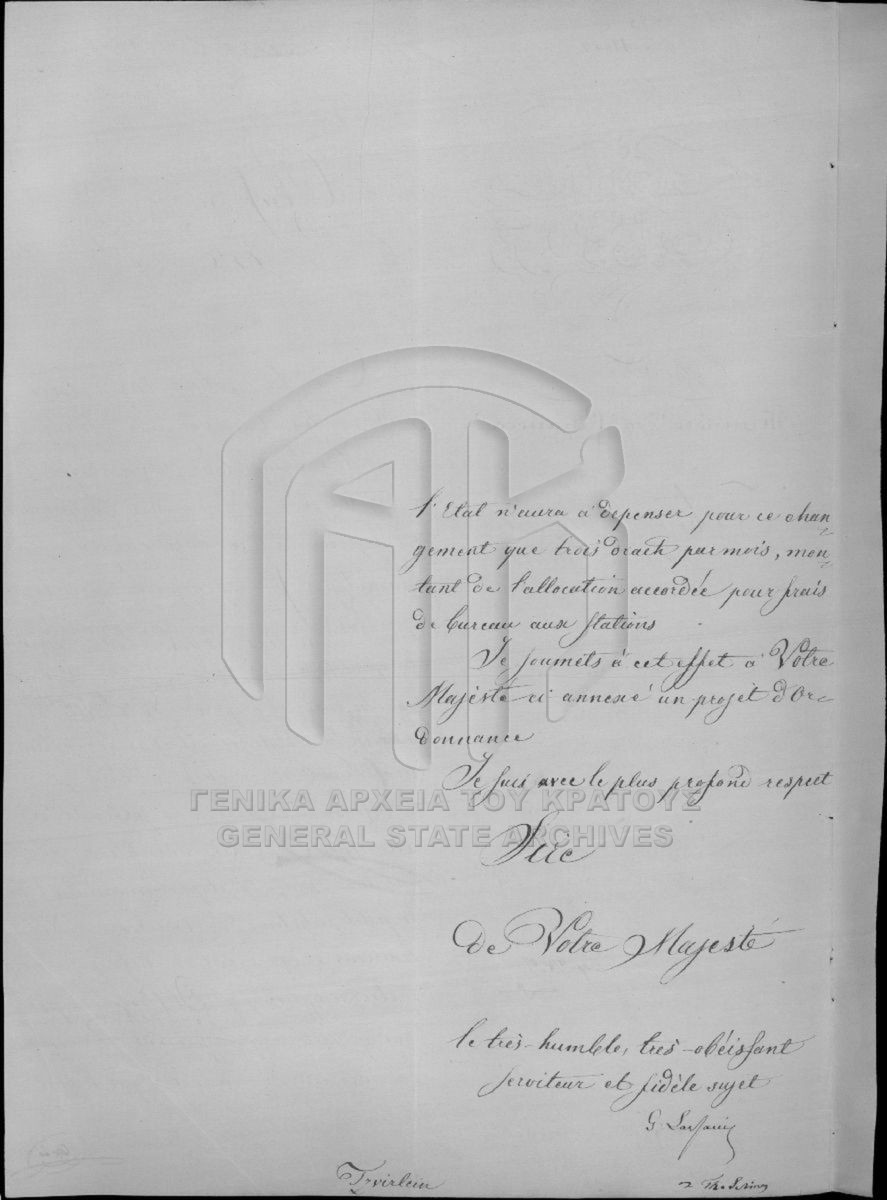 l'Etat n'aura à depenser pour ce chan-
gement que trois drach par mois, mon-
tant de l'allocation accordée pour frais
de bureau aux stations
Je soumets à cet effet à Votre
Majesté ci annexé un projet d'Or-
donnance
Je suis avec le plus profond respect
ΓΕΝΙΚΑ ΑΡΧΕΙΑ ΤΟΥ ΚΡΑΤΟΥΣ
GENERAL STATE ARCHIVES
Sire
de Votre Majesté
le très-humble, très-obéissant
serviteur et fidèle sujet
G